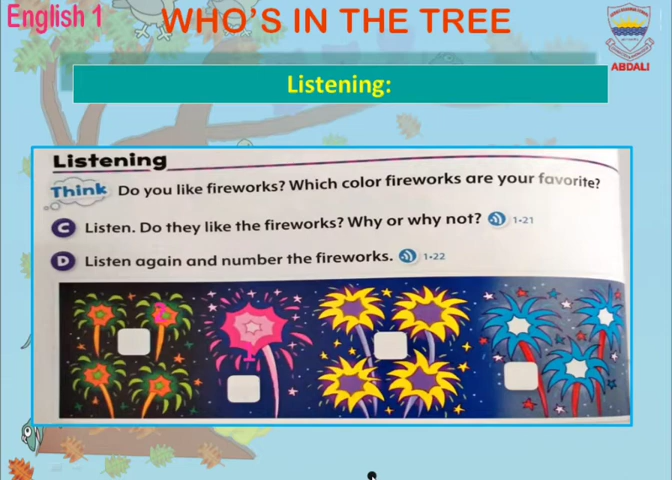 English 1
WHO'S IN THE TREE
ABDALI
Listening:
Listening
Think Do you like fireworks? Which color fireworks are your favorite?
C Listen. Do they like the fireworks? Why or why not? 1•21
D Listen again and number the fireworks. 1•22